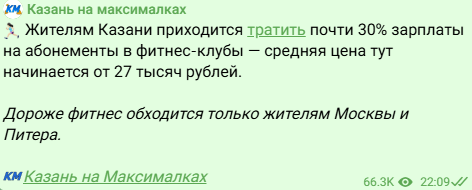 Казань на максималках
Жителям Казани приходится тратить почти 30% зарплаты
на абонементы в фитнес-клубы — средняя цена тут
начинается от 27 тысяч рублей.
Дороже фитнес обходится только жителям Москвы и
Питера.
КМ Казань на Максималках
66.3K 22:09